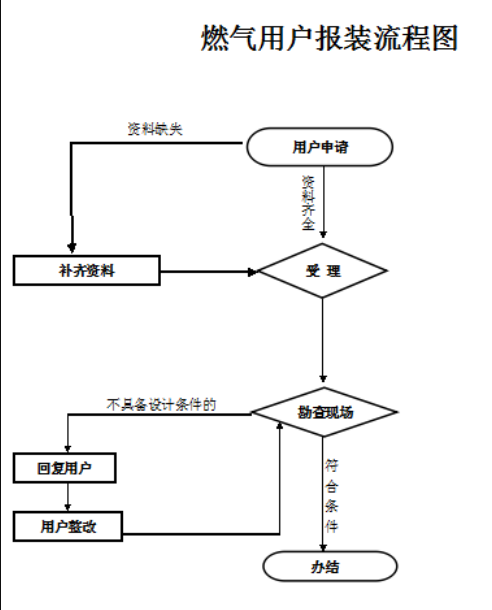 燃气用户报装流程图
资料缺失
用户申请
资料齐全
补齐资料
受 理
不具备设计条件的
勘查现场
回复用户
符合条件
用户整改
办结